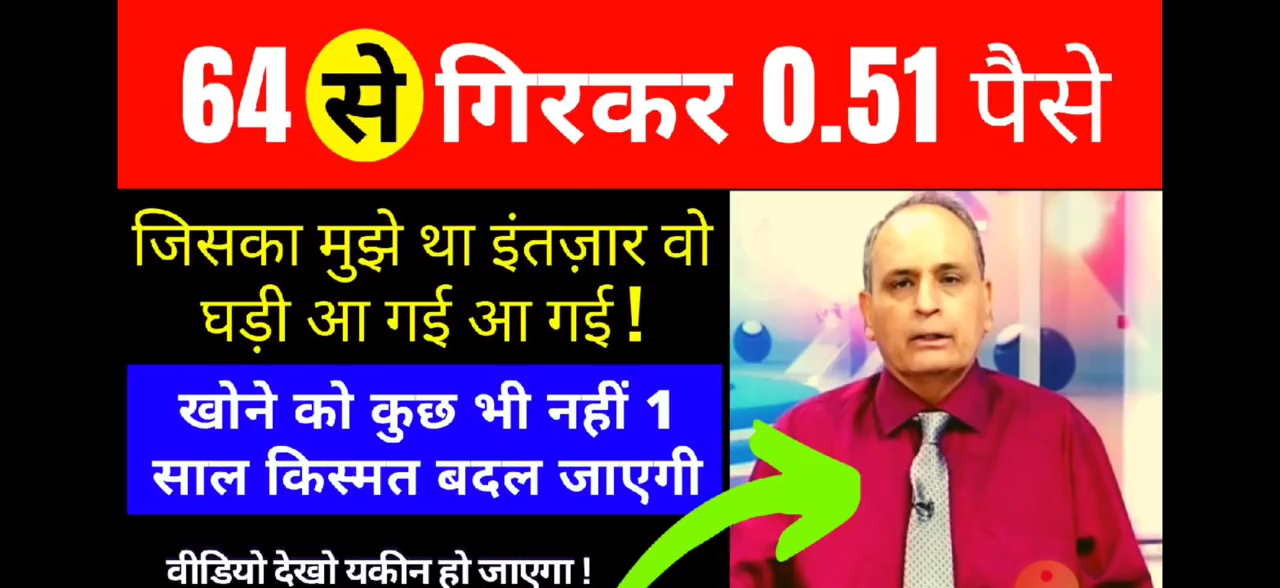 64 से गिरकर 0.51 पैसे
जिसका मुझे था इंतज़ार वो
घड़ी आ गई आ गई !
खोने को कुछ भी नहीं 1
साल किस्मत बदल जाएगी
वीडियो देखो यकीन हो जाएगा !